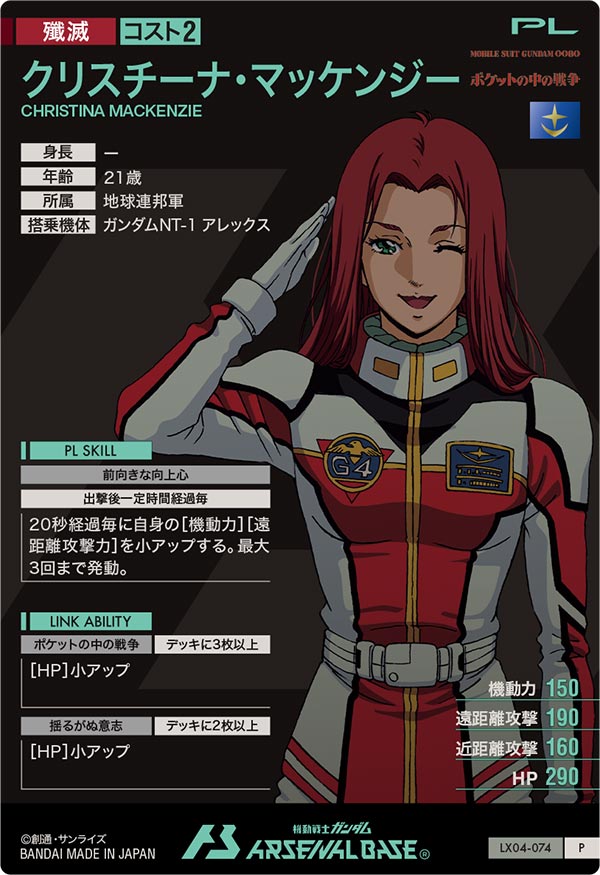 殲滅 コスト2
PL
クリスチーナ・マッケンジー
CHRISTINA MACKENZIE
MOBILE SUIT GUNDAM 0080
ポケットの中の戦争
身長 ー
年齢 21歳
所属 地球連邦軍
搭乗機体 ガンダムNT-1 アレックス
G4
PL SKILL
前向きな向上心
出撃後一定時間経過毎
20秒経過毎に自身の[機動力][遠
距離攻撃力]を小アップする。最大
3回まで発動。
LINK ABILITY
ポケットの中の戦争 デッキに3枚以上
[HP]小アップ
揺るがぬ意志 デッキに2枚以上
[HP]小アップ
機動力 150
遠距離攻撃 190
近距離攻撃 160
HP 290
©創通・サンライズ
BANDAI MADE IN JAPAN
機動戦士ガンダム
ARSENAL BASE®
LX04-074 P